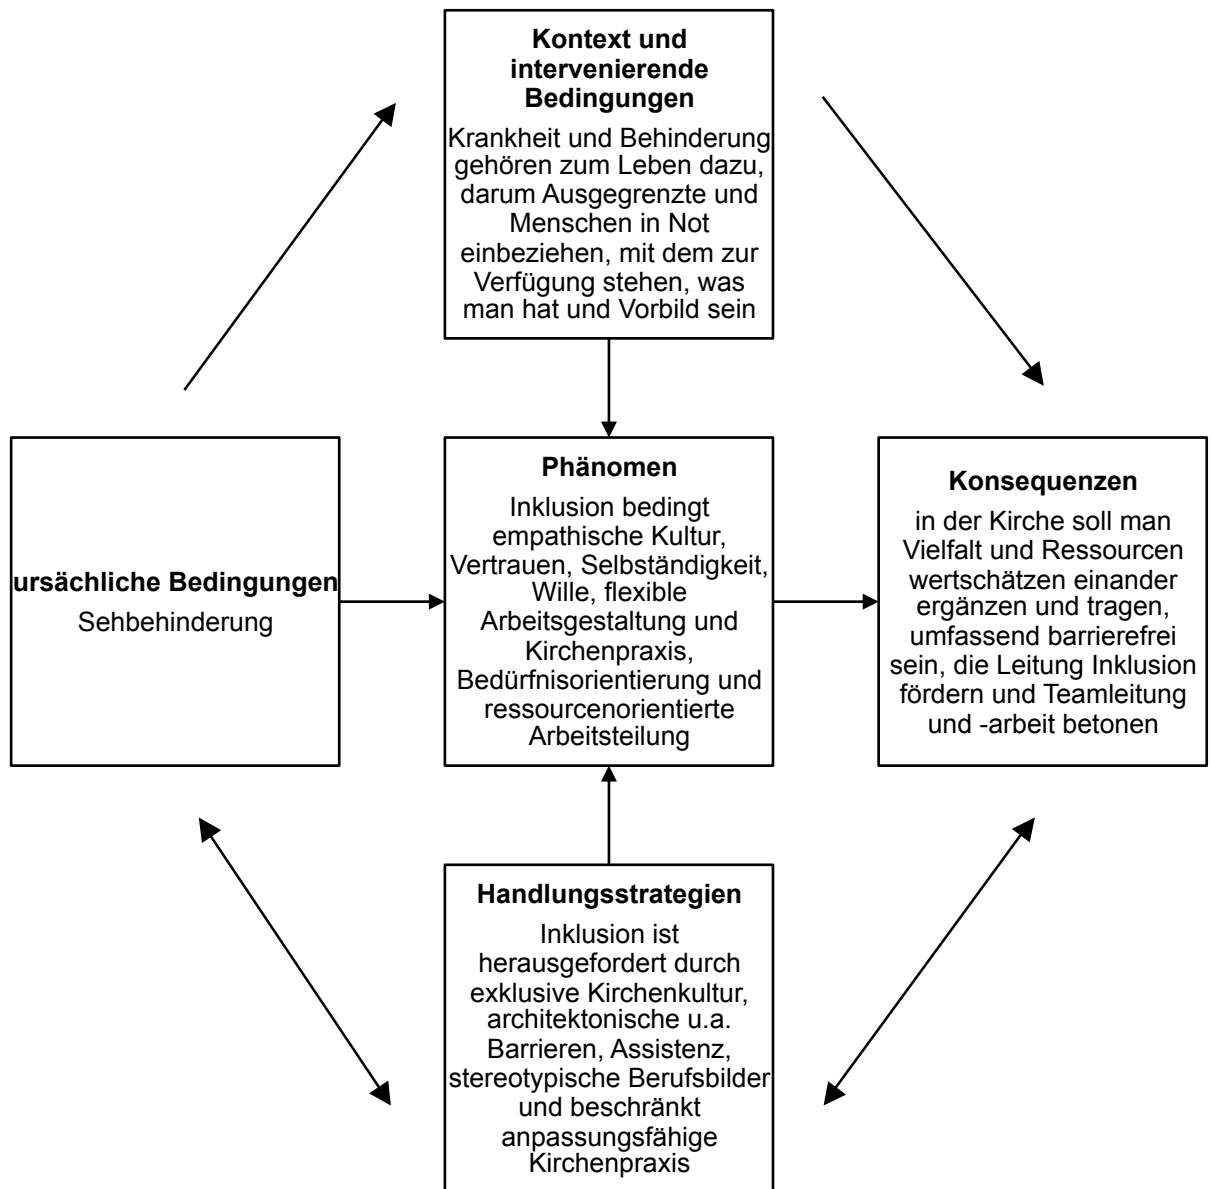 Kontext und
intervenierende
Bedingungen
Krankheit und Behinderung
gehören zum Leben dazu,
darum Ausgegrenzte und
Menschen in Not
einbeziehen, mit dem zur
Verfügung stehen, was
man hat und Vorbild sein
ursächliche Bedingungen
Sehbehinderung
Phänomen
Inklusion bedingt
empathische Kultur,
Vertrauen, Selbständigkeit,
Wille, flexible
Arbeitsgestaltung und
Kirchenpraxis,
Bedürfnisorientierung und
ressourcenorientierte
Arbeitsteilung
Konsequenzen
in der Kirche soll man
Vielfalt und Ressourcen
wertschätzen einander
ergänzen und tragen,
umfassend barrierefrei
sein, die Leitung Inklusion
fördern und Teamleitung
und -arbeit betonen
Handlungsstrategien
Inklusion ist
herausgefordert durch
exklusive Kirchenkultur,
architektonische u.a.
Barrieren, Assistenz,
stereotypische Berufsbilder
und beschränkt
anpassungsfähige
Kirchenpraxis